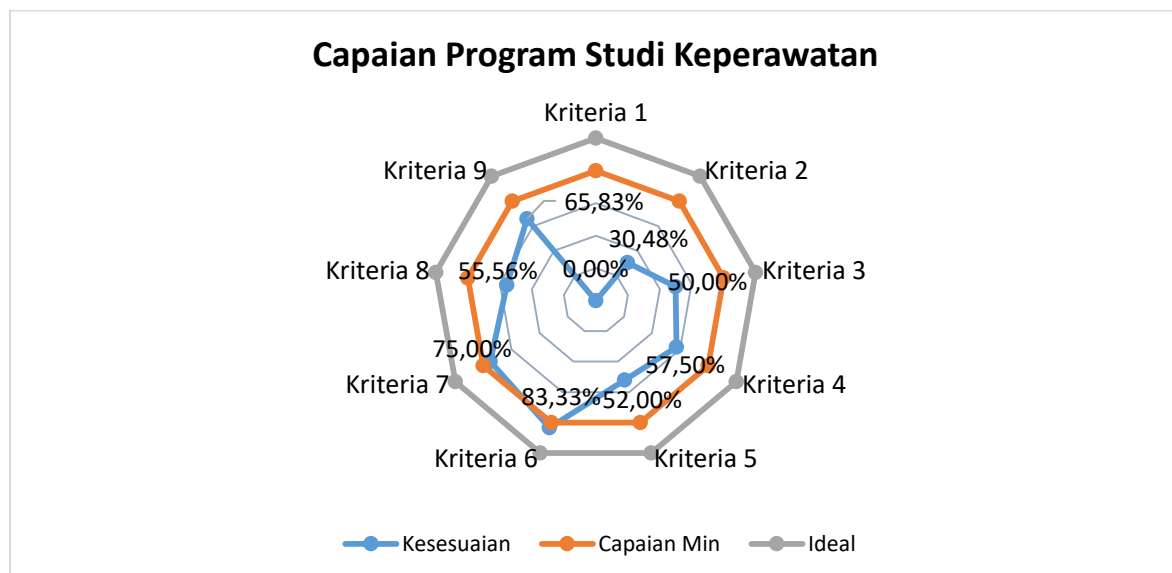 Capaian Program Studi Keperawatan
Kriteria 1
Kriteria 9
Kriteria 2
65,83%
30,48%
Kriteria 8
55,56%
0,00%
50,00%
Kriteria 3
75,00%
57,50%
Kriteria 7
83,33%
52,00%
Kriteria 4
Kriteria 6
Kriteria 5
Kesesuaian
Capaian Min
Ideal